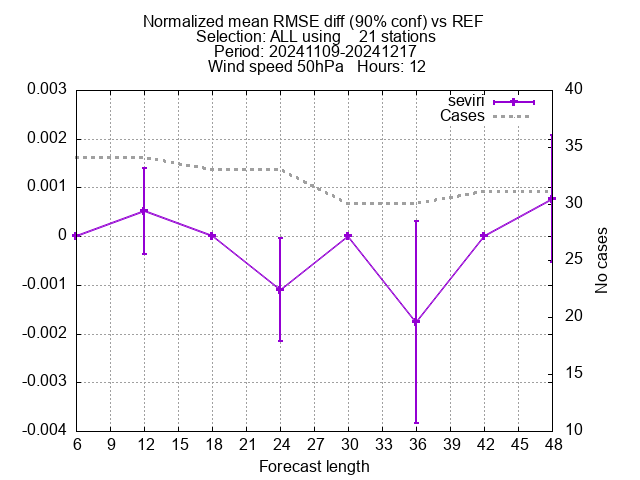 Normalized mean RMSE diff (90% conf) vs REF
Selection: ALL using    21 stations
Period: 20241109-20241217
Wind speed 50hPa   Hours: 12
seviri
Cases
0.003
0.002
0.001
0
-0.001
-0.002
-0.003
-0.004
40
35
30
25
20
15
10
No cases
6 9 12 15 18 21 24 27 30 33 36 39 42 45 48
Forecast length